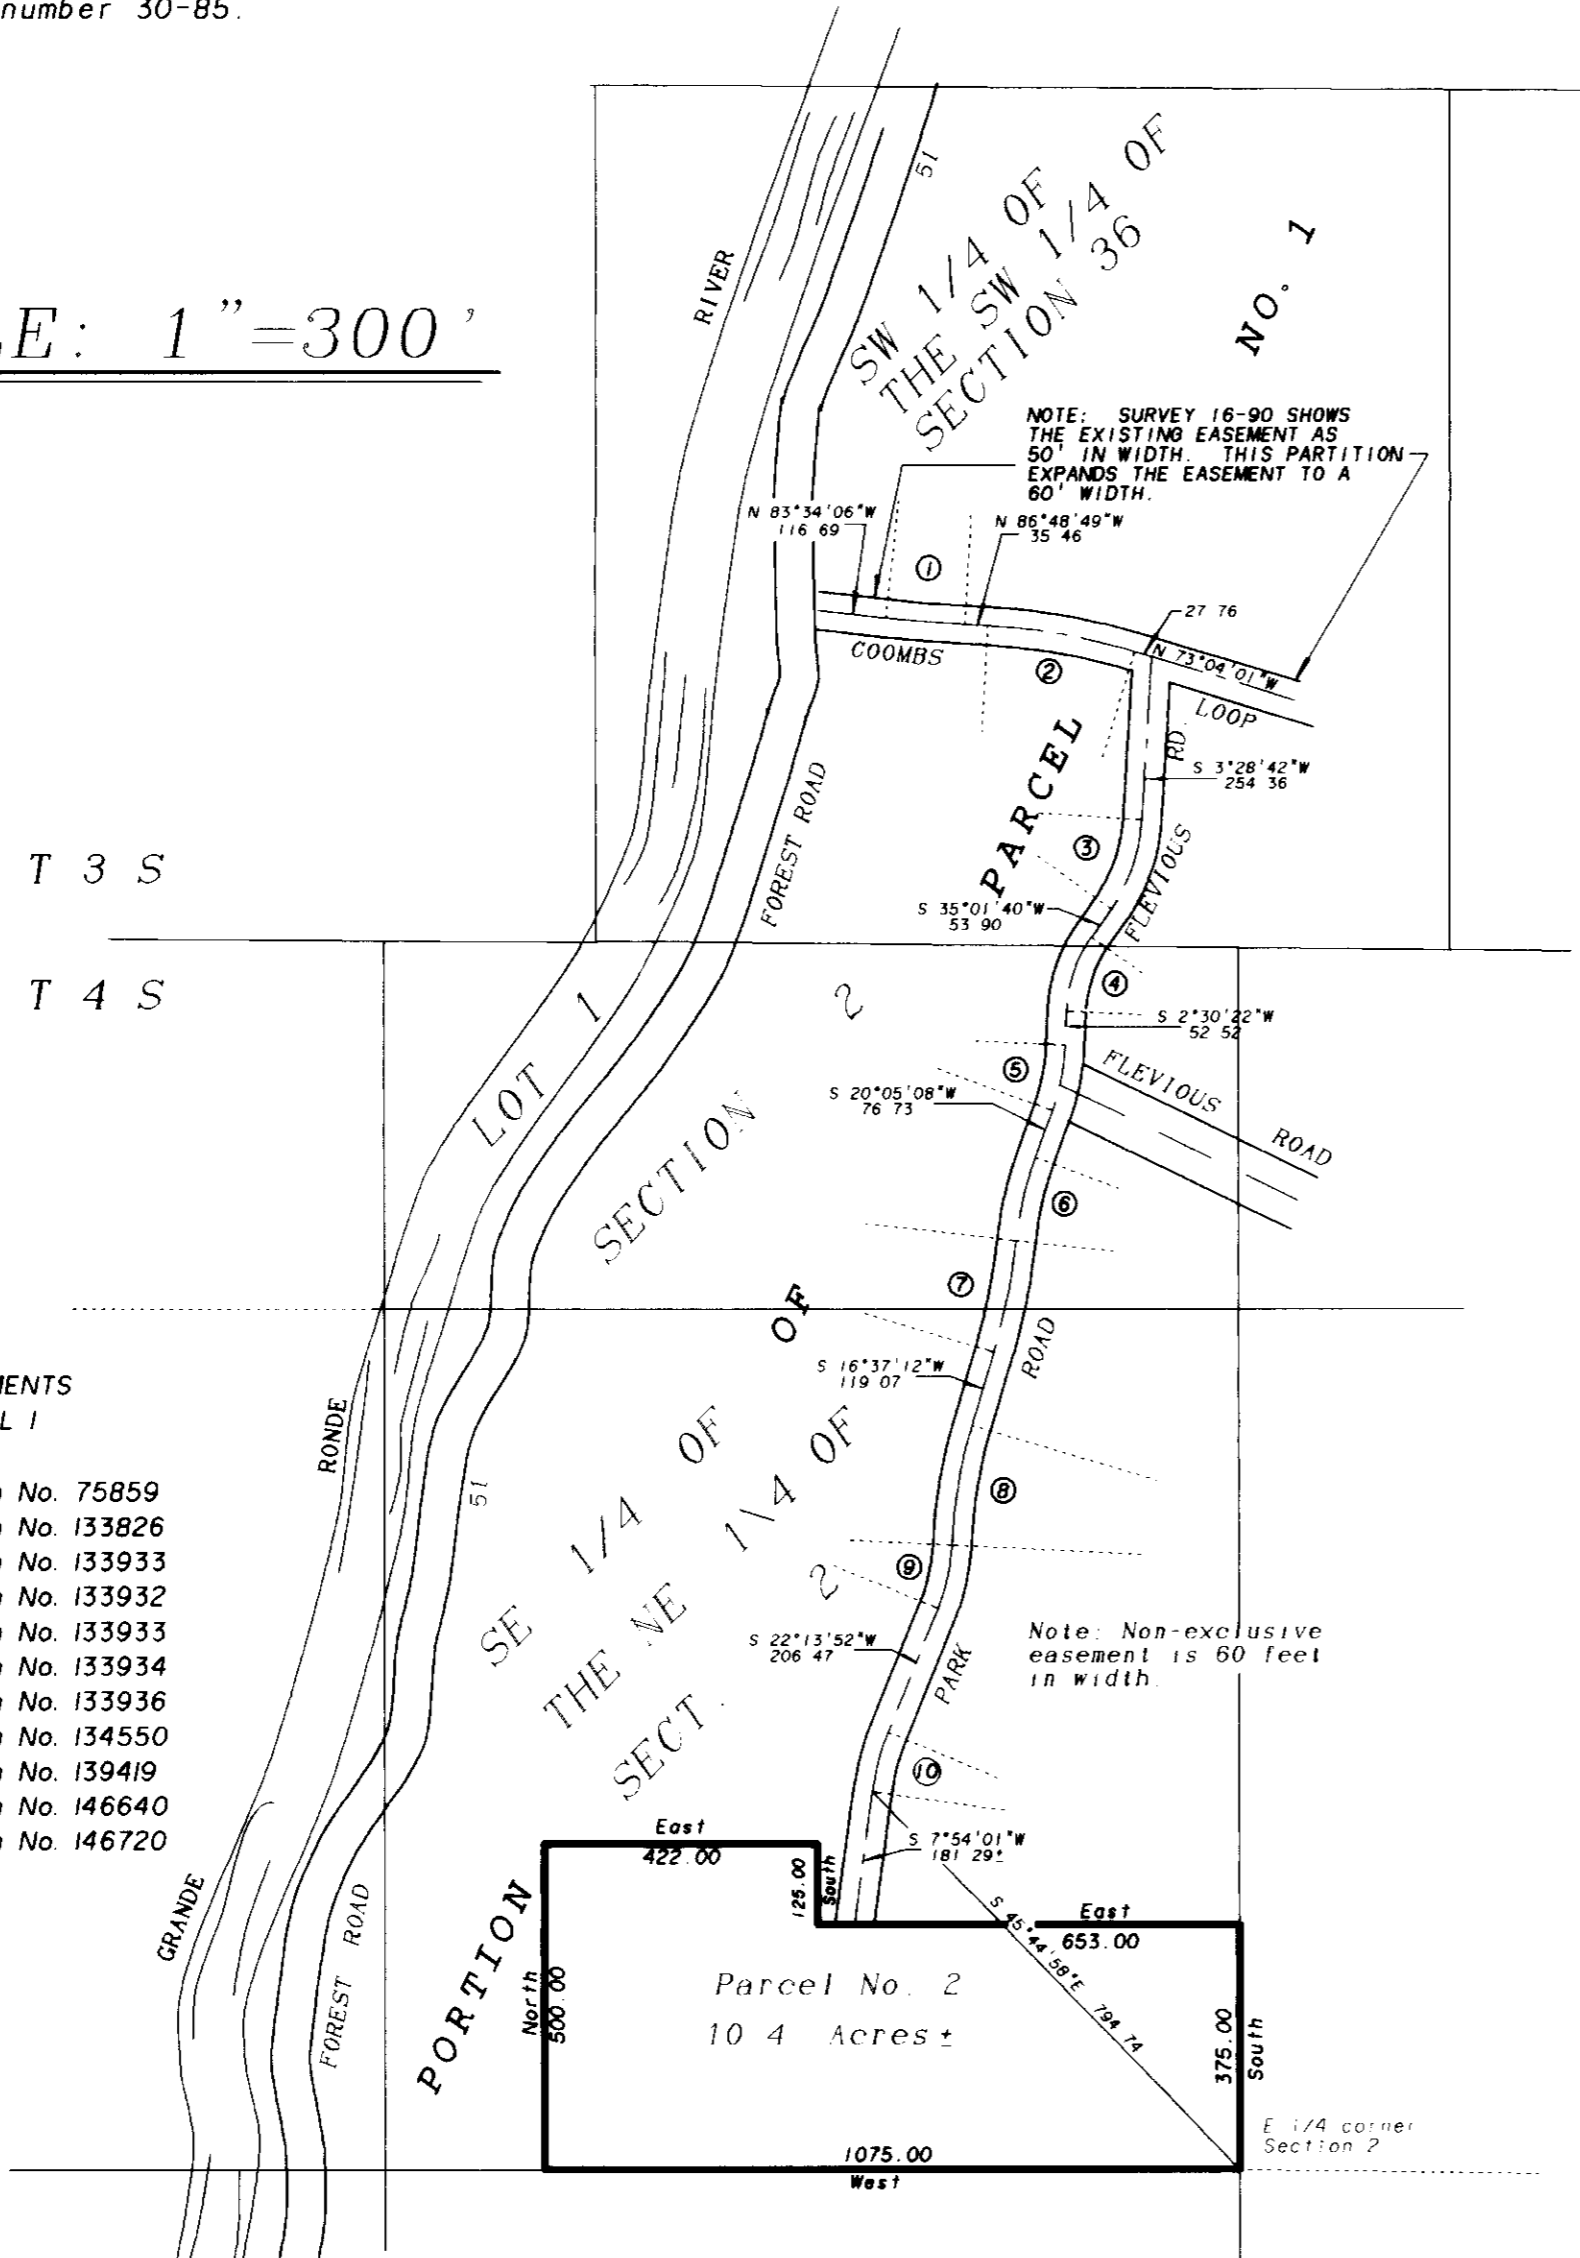 number 30-85.
E: 1"=300'
RIVER
51
SW 1/4 OF
THE SW 1/4 OF
SECTION 36
NO. 1
NOTE: SURVEY 16-90 SHOWS
THE EXISTING EASEMENT AS
50' IN WIDTH. THIS PARTITION
EXPANDS THE EASEMENT TO A
60' WIDTH.
N 83°34'06"W
116 69
N 86°48'49"W
35 46
1
27 76
COOMBS
2
N 73°04'01"W
LOOP
PARCEL
RD.
S 3°28'42"W
254 36
FOREST ROAD
3
FLEVIOUS
T 3 S
S 35°01'40"W
53 90
T 4 S
LOT 1
2
4
S 2°30'22"W
52 52
5
FLEVIOUS
ROAD
S 20°05'08"W
76 73
SECTION
6
7
OF
ROAD
S 16°37'12"W
119 07
MENTS
L 1
RONDE
51
SE 1/4 OF
THE NE 1\4 OF
SECT. 2
8
No. 75859
No. 133826
No. 133933
No. 133932
No. 133933
No. 133934
No. 133936
No. 134550
No. 139419
No. 146640
No. 146720
9
S 22°13'52"W
206 47
PARK
Note: Non-exclusive
easement is 60 feet
in width.
10
East
422.00
S 7°54'01"W
181 29±
125.00
South
GRANDE
FOREST ROAD
PORTION
North
500.00
East
653.00
S 45°44'58"E 794 74
Parcel No. 2
10 4 Acres±
375.00
South
E 1/4 corner
Section 2
1075.00
West